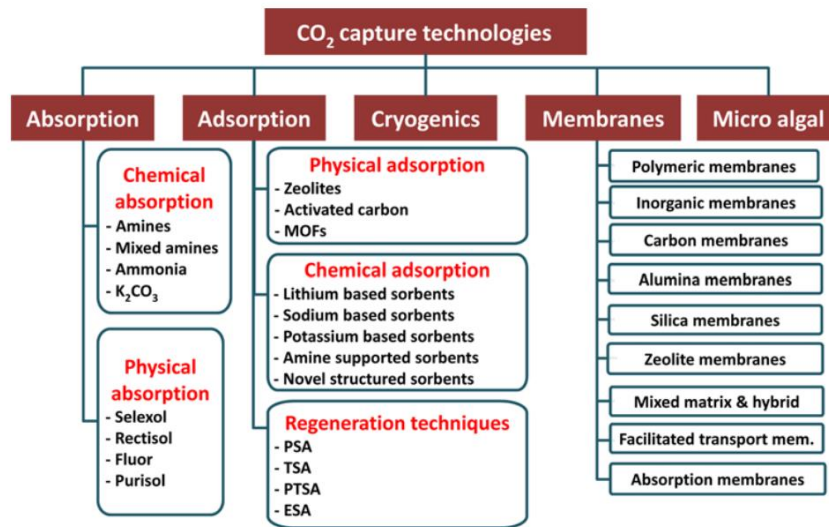 CO₂ capture technologies
Absorption
Adsorption
Cryogenics
Membranes
Micro algal
Chemical
absorption
- Amines
- Mixed amines
- Ammonia
- K₂CO₃
Physical
absorption
- Selexol
- Rectisol
- Fluor
- Purisol
Physical adsorption
- Zeolites
- Activated carbon
- MOFs
Chemical adsorption
- Lithium based sorbents
- Sodium based sorbents
- Potassium based sorbents
- Amine supported sorbents
- Novel structured sorbents
Regeneration techniques
- PSA
- TSA
- PTSA
- ESA
Polymeric membranes
Inorganic membranes
Carbon membranes
Alumina membranes
Silica membranes
Zeolite membranes
Mixed matrix & hybrid
Facilitated transport mem.
Absorption membranes